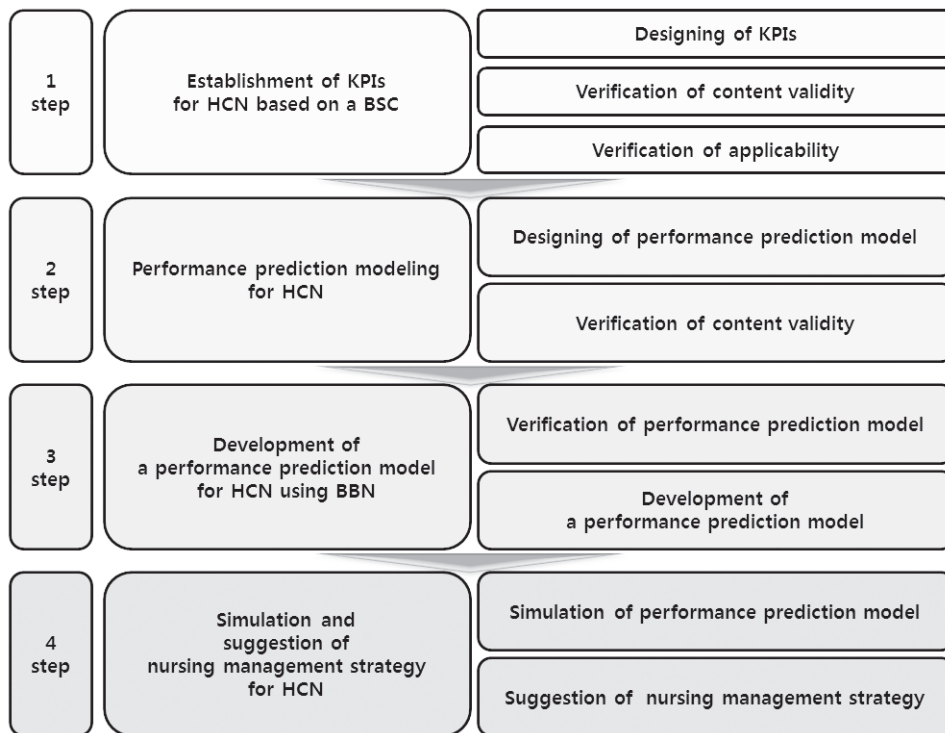 1
step
Establishment of KPIs
for HCN based on a BSC
Designing of KPIs
Verification of content validity
Verification of applicability
2
step
Performance prediction modeling
for HCN
Designing of performance prediction model
Verification of content validity
3
step
Development of
a performance prediction model
for HCN using BBN
Verification of performance prediction model
Development of
a performance prediction model
4
step
Simulation and
suggestion of
nursing management strategy
for HCN
Simulation of performance prediction model
Suggestion of nursing management strategy